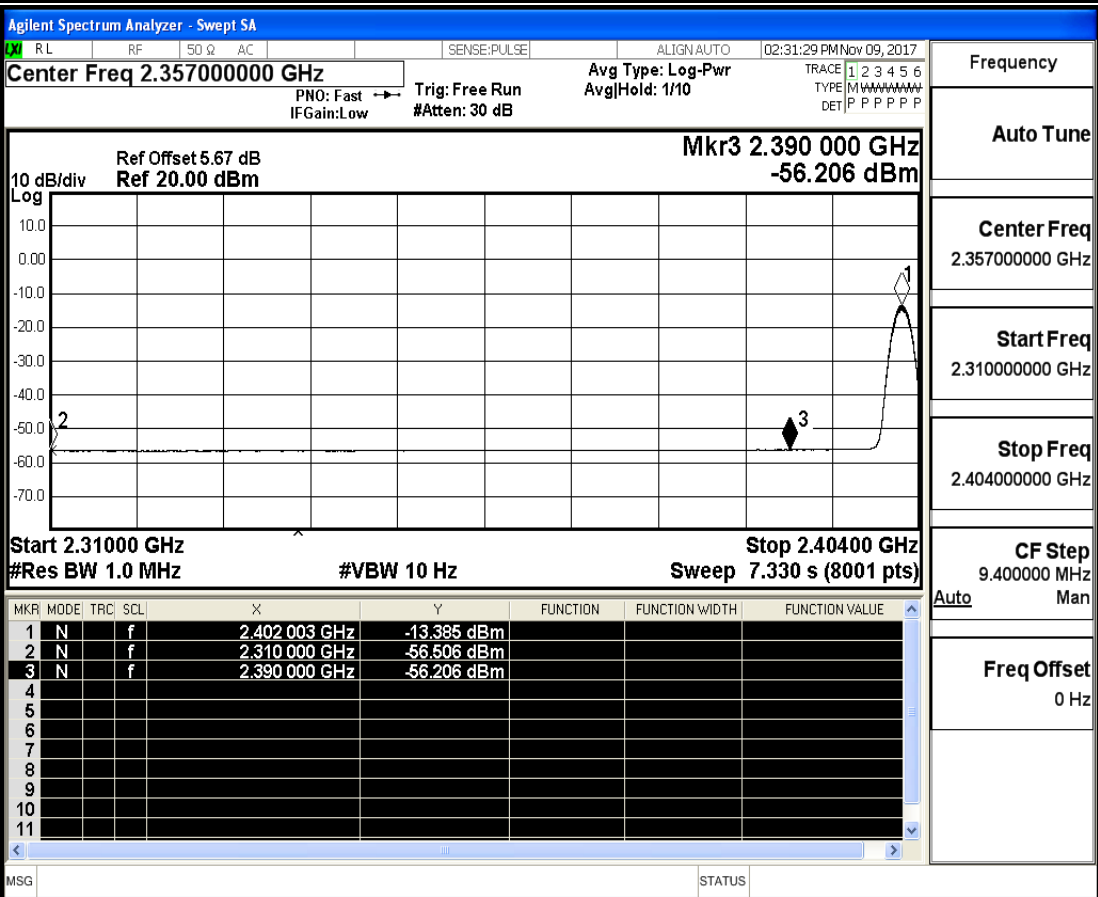 Agilent Spectrum Analyzer - Swept SA
LXI RL RF 50 Ω AC SENSE:PULSE ALIGN AUTO 02:31:29 PM Nov 09, 2017
Center Freq 2.357000000 GHz
PNO: Fast
IFGain:Low
Trig: Free Run
#Atten: 30 dB
Avg Type: Log-Pwr
Avg|Hold: 1/10
TRACE 1 2 3 4 5 6
TYPE M WWWWW
DET P P P P P P
Mkr3 2.390 000 GHz
-56.206 dBm
Ref Offset 5.67 dB
10 dB/div Ref 20.00 dBm
Log
10.0
0.00
-10.0
-20.0
-30.0
-40.0
-50.0
-60.0
-70.0
1
2
3
Start 2.31000 GHz Stop 2.40400 GHz
#Res BW 1.0 MHz #VBW 10 Hz Sweep 7.330 s (8001 pts)
MKR MODE TRC SCL X Y FUNCTION FUNCTION WIDTH FUNCTION VALUE
1 N f 2.402 003 GHz -13.385 dBm
2 N f 2.310 000 GHz -56.506 dBm
3 N f 2.390 000 GHz -56.206 dBm
4
5
6
7
8
9
10
11
MSG STATUS
Frequency
Auto Tune
Center Freq
2.357000000 GHz
Start Freq
2.310000000 GHz
Stop Freq
2.404000000 GHz
CF Step
9.400000 MHz
Auto Man
Freq Offset
0 Hz